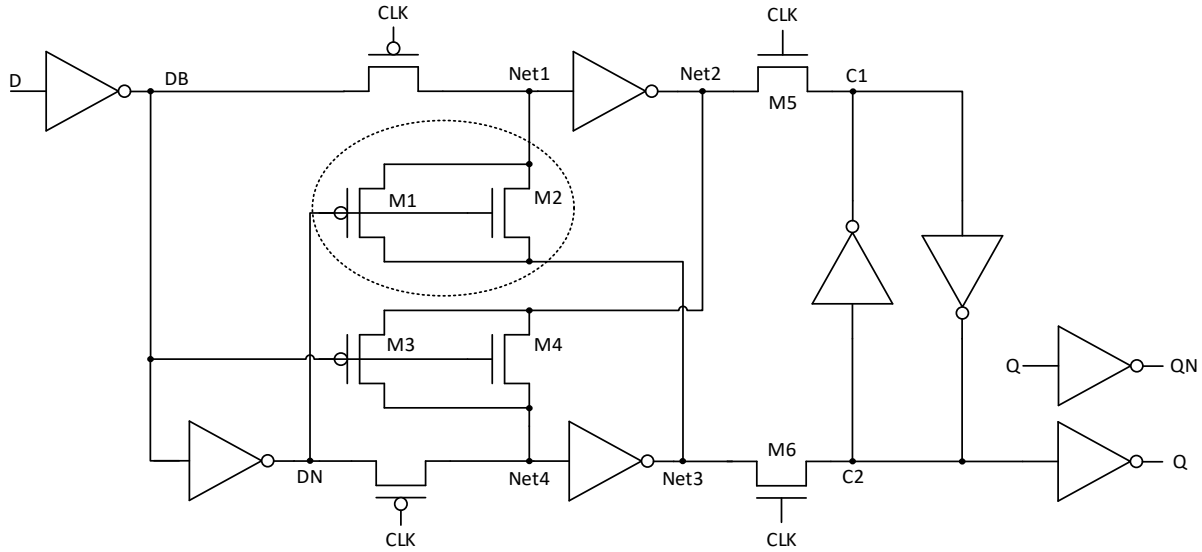 CLK
CLK
D
DB
Net1
Net2
M5
C1
M1
M2
M3
M4
Q
QN
DN
Net4
Net3
M6
C2
Q
CLK
CLK